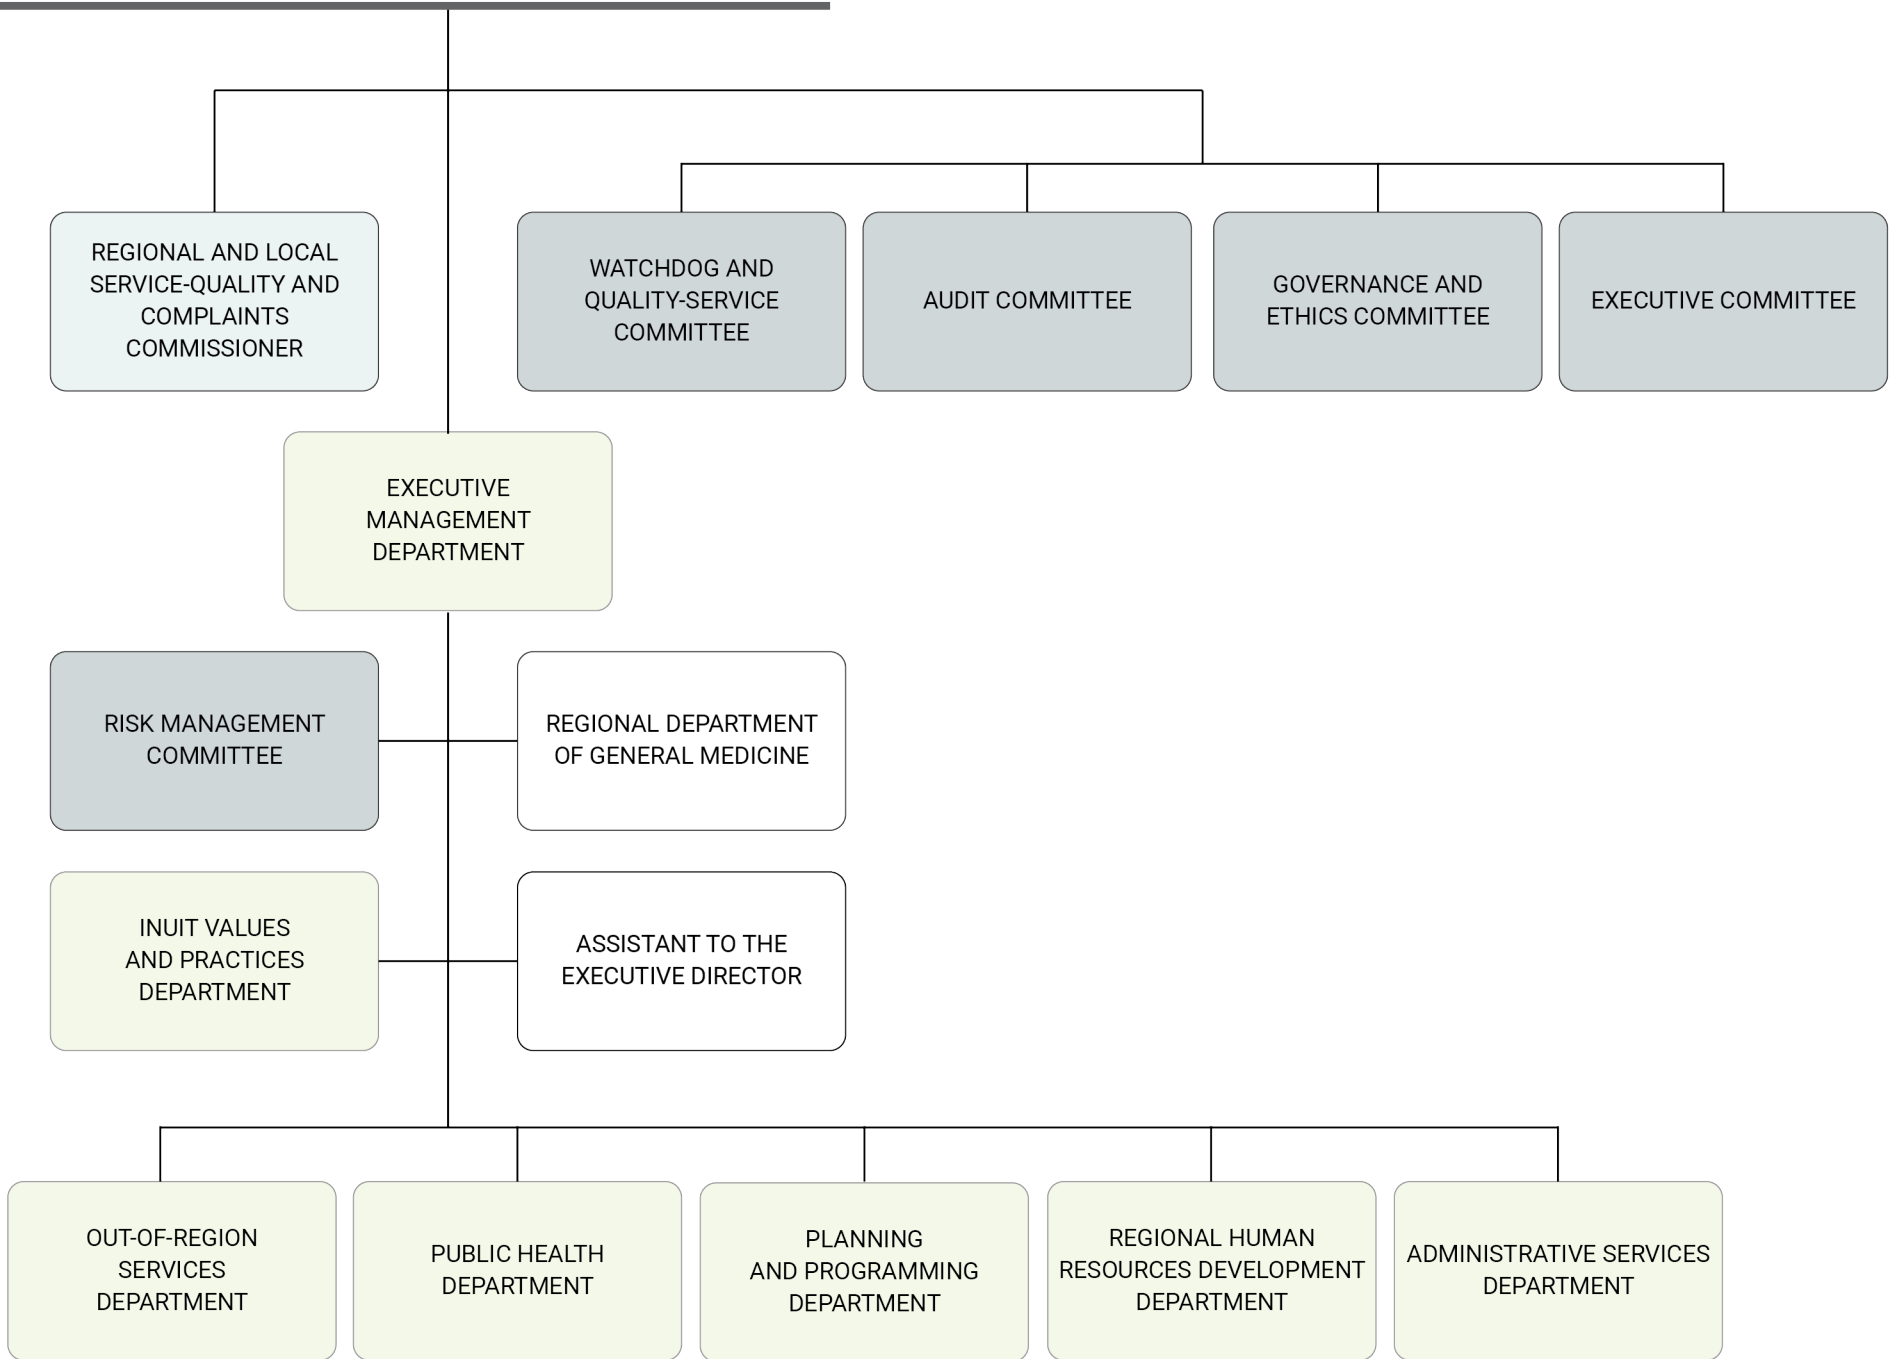 REGIONAL AND LOCAL
SERVICE-QUALITY AND
COMPLAINTS
COMMISSIONER
WATCHDOG AND
QUALITY-SERVICE
COMMITTEE
AUDIT COMMITTEE
GOVERNANCE AND
ETHICS COMMITTEE
EXECUTIVE COMMITTEE
EXECUTIVE
MANAGEMENT
DEPARTMENT
RISK MANAGEMENT
COMMITTEE
REGIONAL DEPARTMENT
OF GENERAL MEDICINE
INUIT VALUES
AND PRACTICES
DEPARTMENT
ASSISTANT TO THE
EXECUTIVE DIRECTOR
OUT-OF-REGION
SERVICES
DEPARTMENT
PUBLIC HEALTH
DEPARTMENT
PLANNING
AND PROGRAMMING
DEPARTMENT
REGIONAL HUMAN
RESOURCES DEVELOPMENT
DEPARTMENT
ADMINISTRATIVE SERVICES
DEPARTMENT